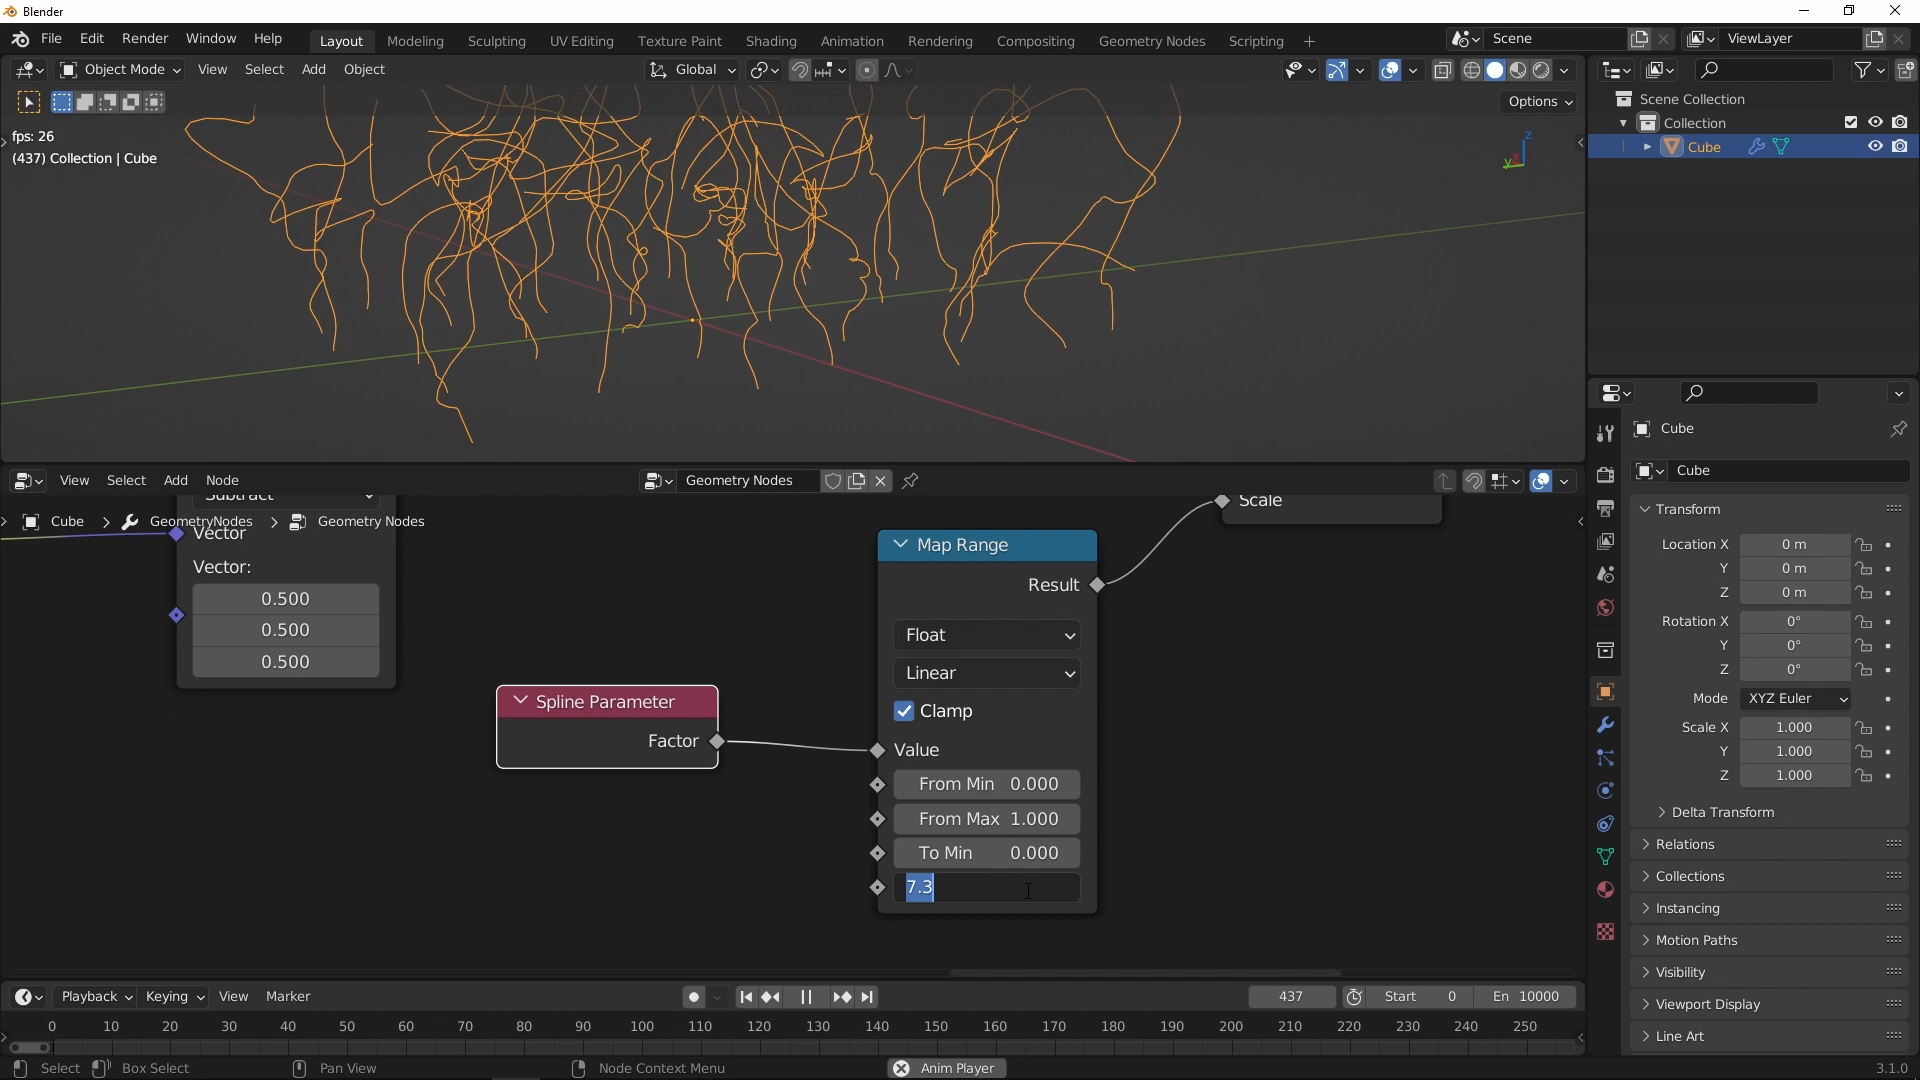 Blender
File Edit Render Window Help Layout Modeling Sculpting UV Editing Texture Paint Shading Animation Rendering Compositing Geometry Nodes Scripting + Scene ViewLayer
Object Mode View Select Add Object Global
Options
fps: 26
(437) Collection | Cube
Z
Y X
Scene Collection
Collection
Cube
View Select Add Node Geometry Nodes
Cube > GeometryNodes > Geometry Nodes
Subtract
Vector
Vector:
0.500
0.500
0.500
Spline Parameter
Factor
Map Range
Result
Float
Linear
Clamp
Value
From Min 0.000
From Max 1.000
To Min 0.000
7.3
Scale
Cube
Cube
Transform
Location X 0 m
Y 0 m
Z 0 m
Rotation X 0°
Y 0°
Z 0°
Mode XYZ Euler
Scale X 1.000
Y 1.000
Z 1.000
Delta Transform
Relations
Collections
Instancing
Motion Paths
Visibility
Viewport Display
Line Art
Playback Keying View Marker 437 Start 0 En 10000
0 10 20 30 40 50 60 70 80 90 100 110 120 130 140 150 160 170 180 190 200 210 220 230 240 250
Select Box Select Pan View Node Context Menu Anim Player 3.1.0